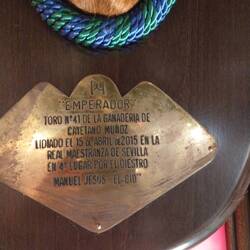 "EMPERADOR"
TORO Nº41 DE LA GANADERIA DE
CAYETANO MUÑOZ
LIDIADO EL 15 DE ABRIL DE 2015 EN LA
REAL MAESTRANZA DE SEVILLA
EN 4º LUGAR POR EL DIESTRO
MANUEL JESUS "EL CID"